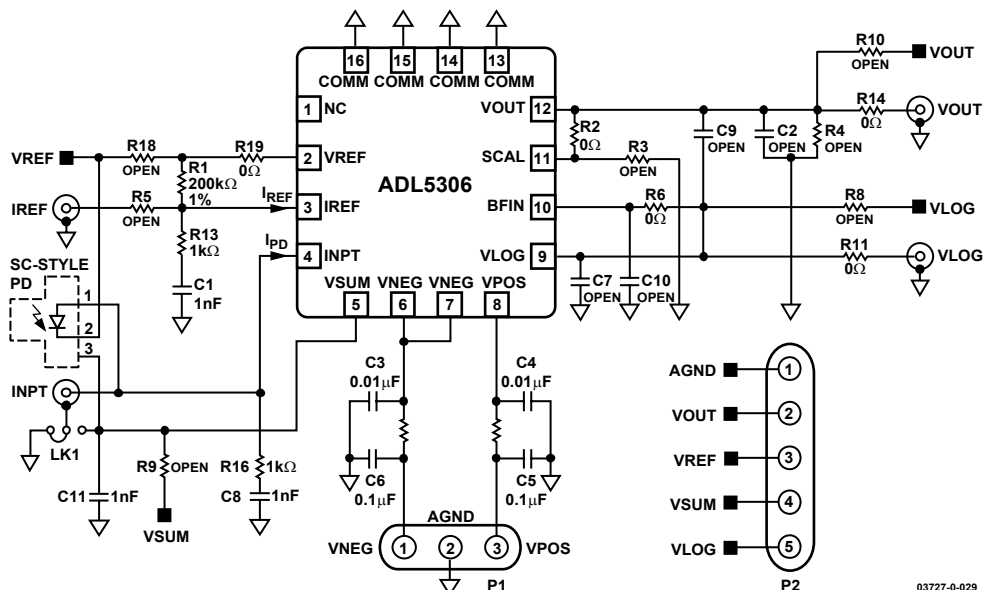 16 15 14 13
COMM COMM COMM COMM
R10
OPEN
VOUT
1 NC
VOUT 12
R14
0Ω
VOUT
R2
0Ω
C9
OPEN
C2
OPEN
R4
OPEN
VREF
R18
OPEN
R19
0Ω
2 VREF
SCAL 11
R3
OPEN
R1
200kΩ
1%
ADL5306
IREF
R5
OPEN
IREF
3 IREF
BFIN 10
R6
0Ω
R8
OPEN
VLOG
R13
1kΩ
IPD
4 INPT
VLOG 9
R11
0Ω
VLOG
SC-STYLE
PD
1
2
3
C1
1nF
VSUM VNEG VNEG VPOS
5 6 7 8
C7
OPEN
C10
OPEN
C3
0.01μF
C4
0.01μF
INPT
LK1
R9 OPEN
R16 1kΩ
C11 1nF
C8 1nF
VSUM
C6
0.1μF
C5
0.1μF
AGND
VNEG 1 2 3 VPOS
P1
AGND 1
VOUT 2
VREF 3
VSUM 4
VLOG 5
P2
03727-0-029